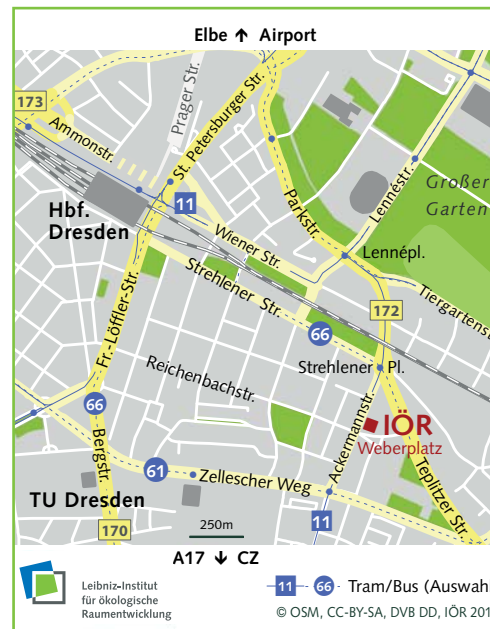 Elbe ↑ Airport
173
Ammonstr.
Prager Str.
St. Petersburger Str.
11
Hbf.
Dresden
Wiener Str.
Parkstr.
Lennéstr.
Großer
Garten
Lennépl.
Tiergartenst
172
Strehlener Str.
66
Fr.-Löffler-Str.
Strehlener Pl.
Reichenbachstr.
66
Ackermannstr.
IÖR
Weberplatz
Bergstr.
61
Zellescher Weg
Teplitzer Str.
TU Dresden
11
170
250m
A17 ↓ CZ
Leibniz-Institut
für ökologische
Raumentwicklung
11 66 Tram/Bus (Auswah
© OSM, CC-BY-SA, DVB DD, IÖR 201